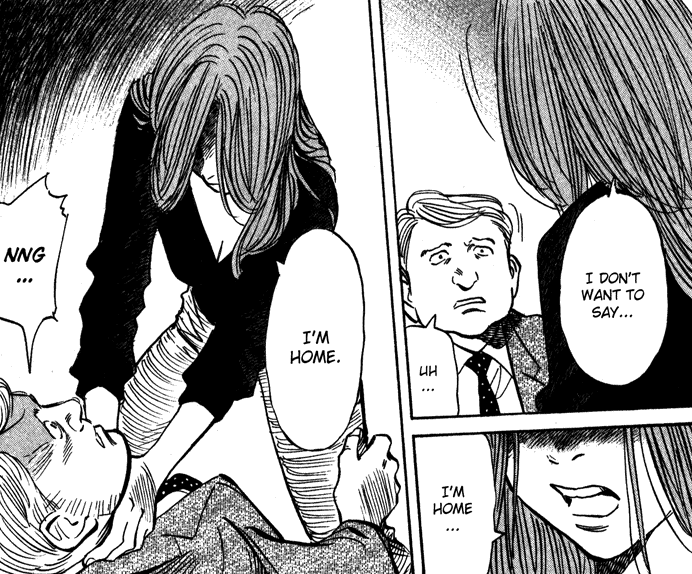 I DON'T
WANT TO
SAY...
UH
...
I'M
HOME
...
I'M
HOME.
NNG
...